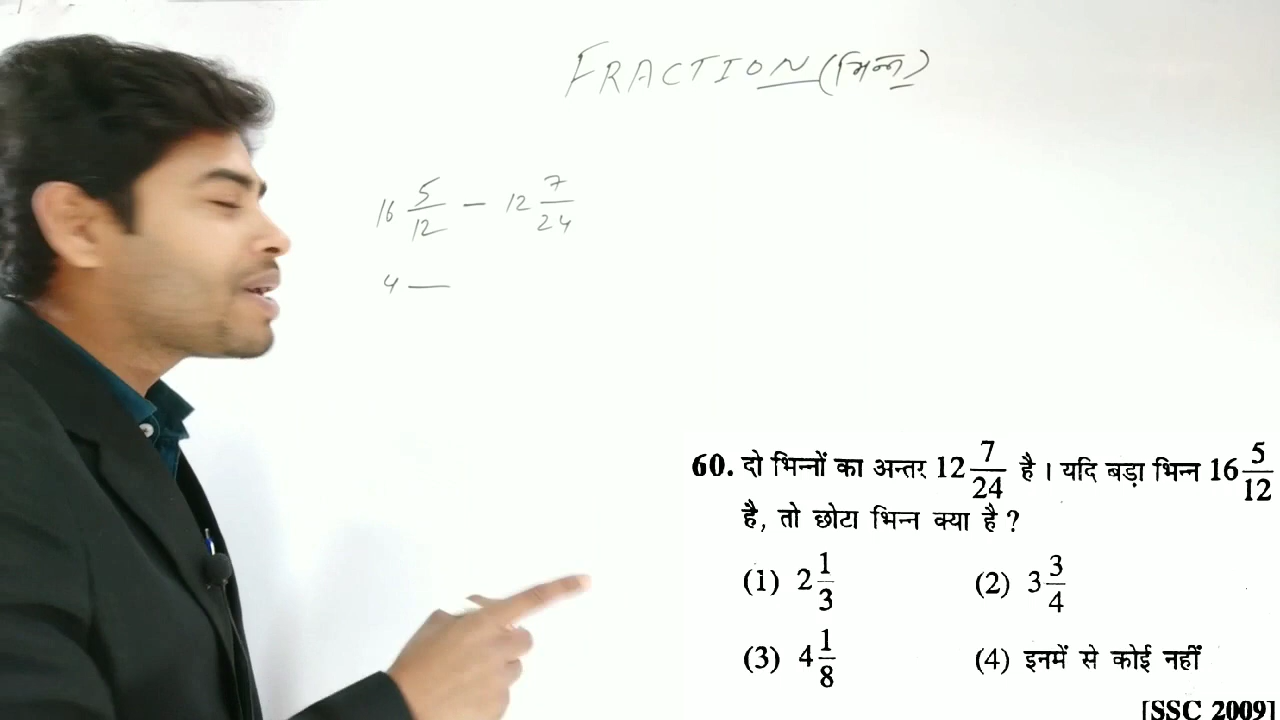 FRACTION (भिन्न)
16 5/12 — 12 7/24
4 —
60. दो भिन्नों का अन्तर 12 7/24 है। यदि बड़ा भिन्न 16 5/12
है, तो छोटा भिन्न क्या है ?
(1) 2 1/3 (2) 3 3/4
(3) 4 1/8 (4) इनमें से कोई नहीं
[SSC 2009]